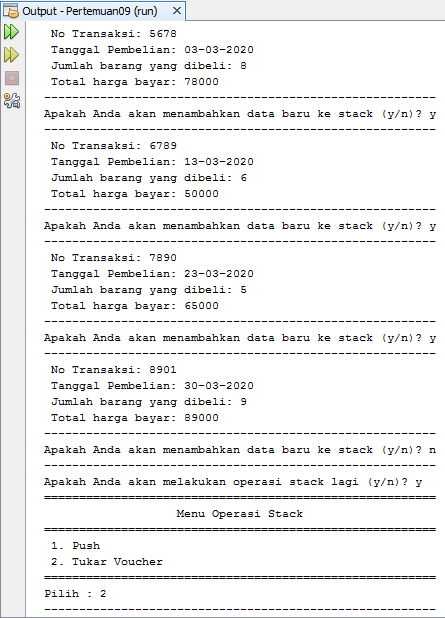 Output - Pertemuan09 (run)
No Transaksi: 5678
Tanggal Pembelian: 03-03-2020
Jumlah barang yang dibeli: 8
Total harga bayar: 78000
--------------------------------------------------------
Apakah Anda akan menambahkan data baru ke stack (y/n)? y
--------------------------------------------------------
No Transaksi: 6789
Tanggal Pembelian: 13-03-2020
Jumlah barang yang dibeli: 6
Total harga bayar: 50000
--------------------------------------------------------
Apakah Anda akan menambahkan data baru ke stack (y/n)? y
--------------------------------------------------------
No Transaksi: 7890
Tanggal Pembelian: 23-03-2020
Jumlah barang yang dibeli: 5
Total harga bayar: 65000
--------------------------------------------------------
Apakah Anda akan menambahkan data baru ke stack (y/n)? y
--------------------------------------------------------
No Transaksi: 8901
Tanggal Pembelian: 30-03-2020
Jumlah barang yang dibeli: 9
Total harga bayar: 89000
--------------------------------------------------------
Apakah Anda akan menambahkan data baru ke stack (y/n)? n
--------------------------------------------------------
Apakah Anda akan melakukan operasi stack lagi (y/n)? y
========================================================
Menu Operasi Stack
========================================================
1. Push
2. Tukar Voucher
========================================================
Pilih : 2
--------------------------------------------------------